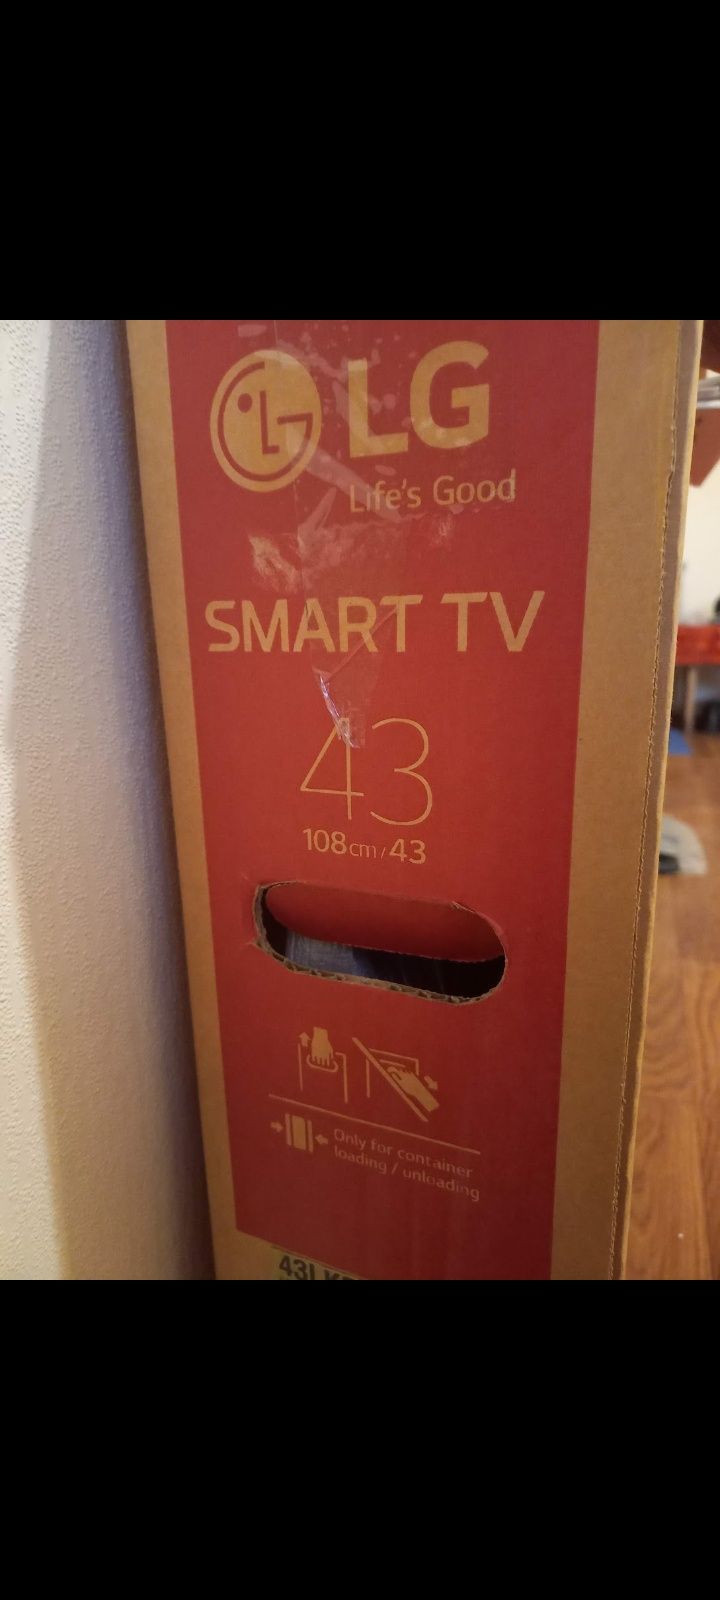 LG
Life's Good
SMART TV
43
108cm/43
Only for container
loading / unloading